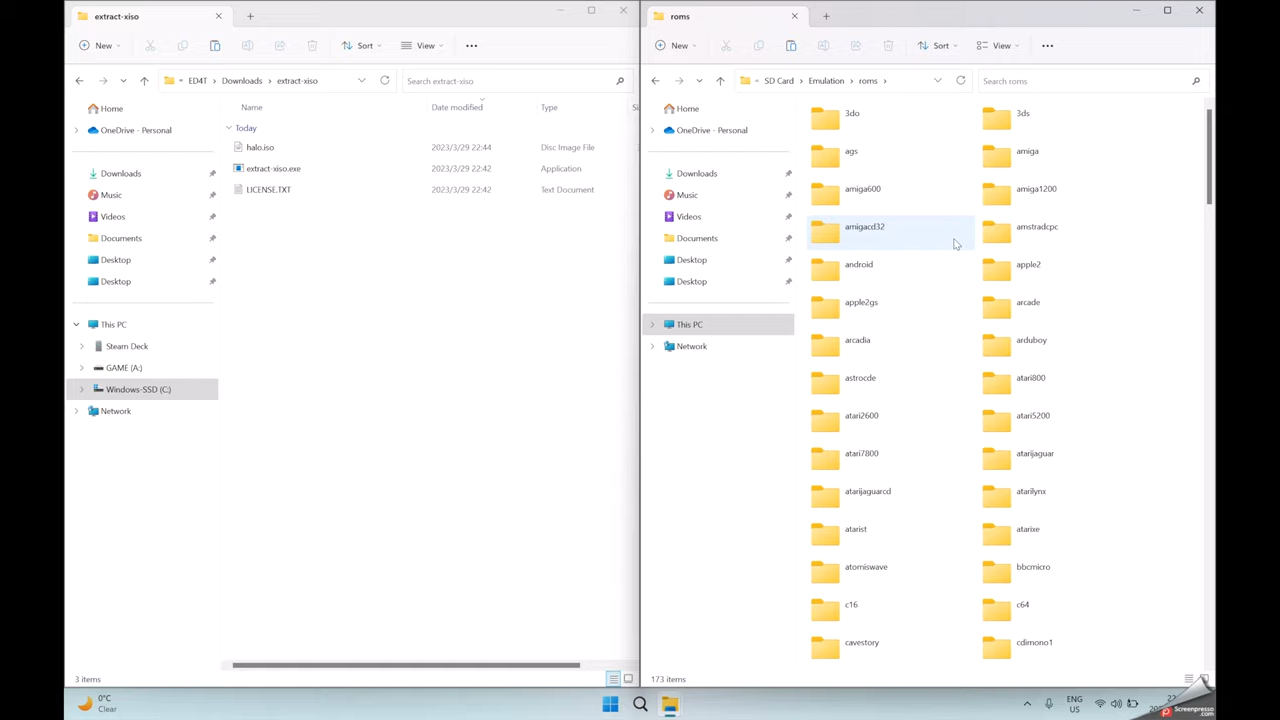 extract-xiso
New
Sort
View
ED4T
Downloads
extract-xiso
Search extract-xiso
Home
OneDrive - Personal
Downloads
Music
Videos
Documents
Desktop
Desktop
This PC
Steam Deck
GAME (A:)
Windows-SSD (C:)
Network
Name
Date modified
Type
Today
halo.iso
2023/3/29 22:44
Disc Image File
extract-xiso.exe
2023/3/29 22:42
Application
LICENSE.TXT
2023/3/29 22:42
Text Document
3 items
roms
New
Sort
View
SD Card
Emulation
roms
Search roms
Home
OneDrive - Personal
Downloads
Music
Videos
Documents
Desktop
Desktop
This PC
Network
3do
3ds
ags
amiga
amiga600
amiga1200
amigacd32
amstradcpc
android
apple2
apple2gs
arcade
arcadia
arduboy
astrocde
atari800
atari2600
atari5200
atari7800
atarijaguar
atarijaguarcd
atarilynx
atarist
atarixe
atomiswave
bbcmicro
c16
c64
cavestory
cdimono1
173 items
0°C
Clear
ENG
US
Screenpresso
.com